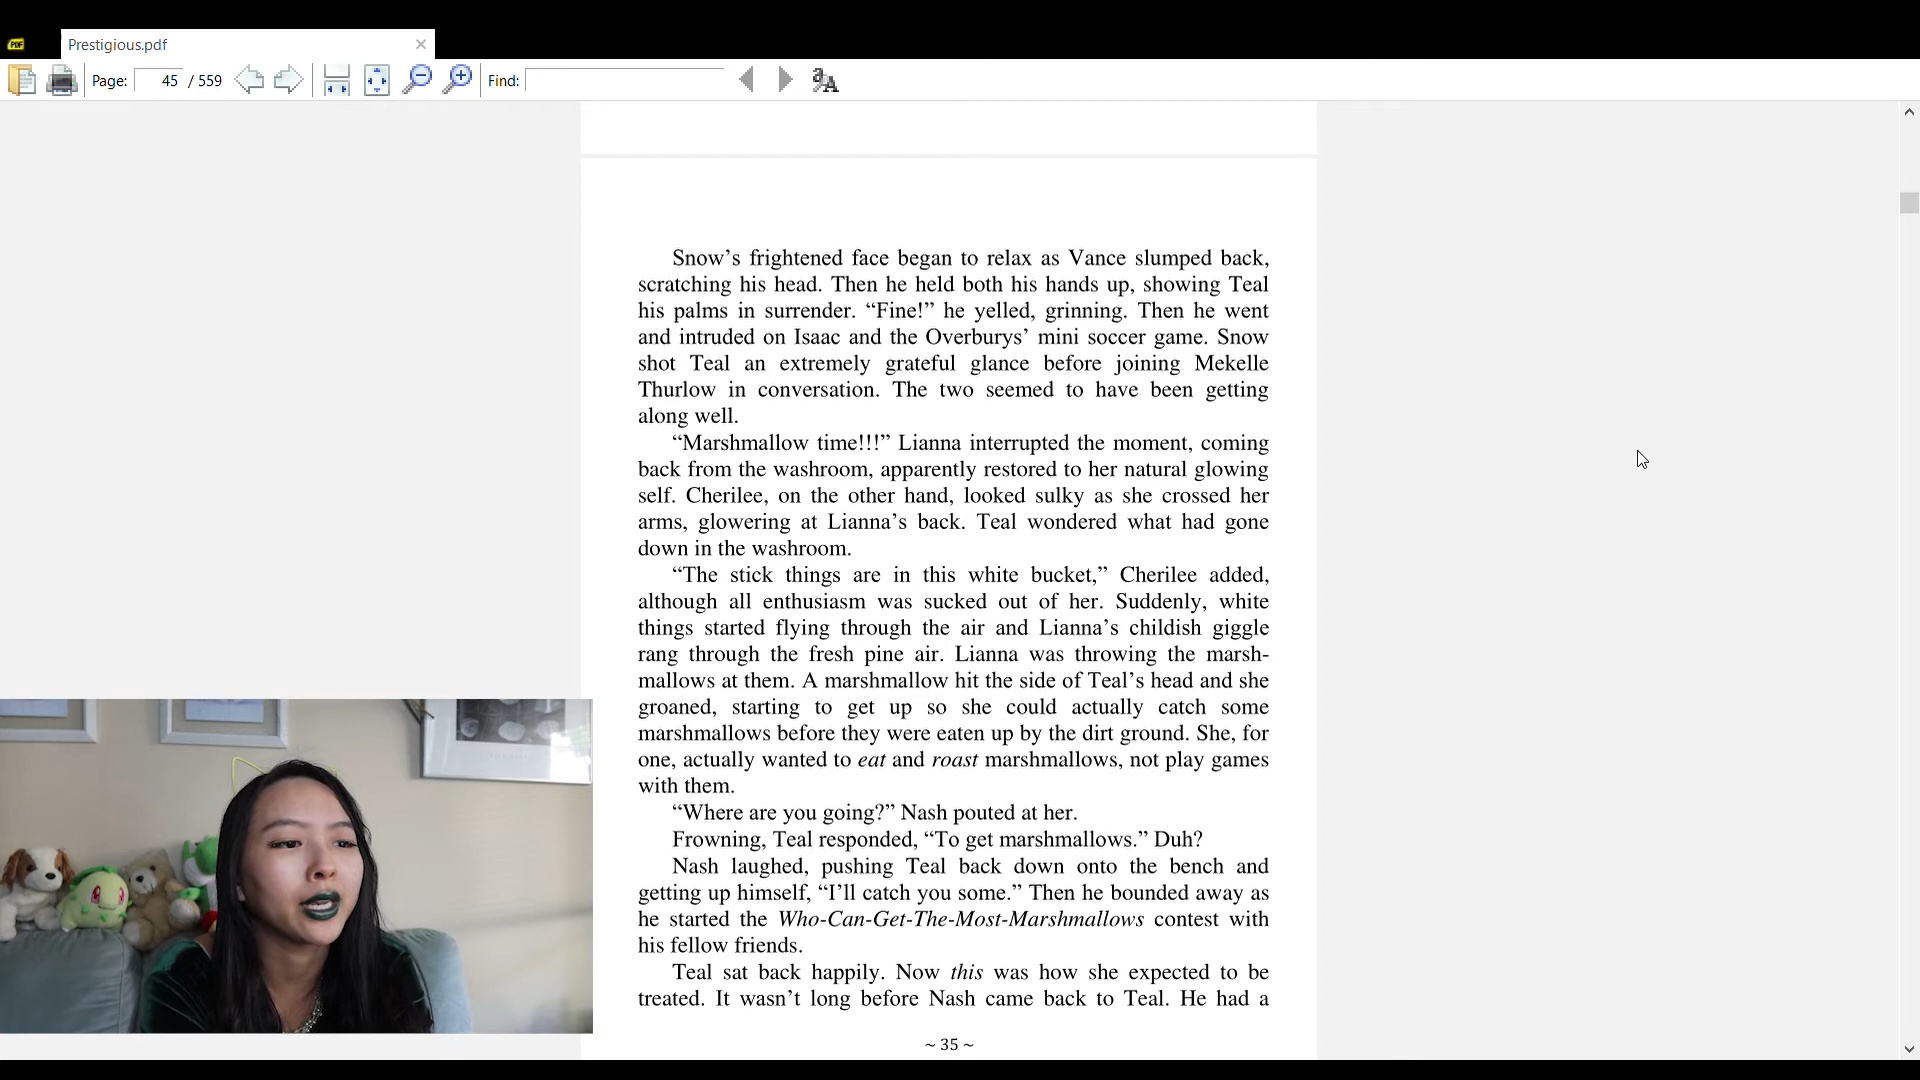 PDF
Prestigious.pdf
Page: 45 / 559
Find:
Snow’s frightened face began to relax as Vance slumped back,
scratching his head. Then he held both his hands up, showing Teal
his palms in surrender. “Fine!” he yelled, grinning. Then he went
and intruded on Isaac and the Overburys’ mini soccer game. Snow
shot Teal an extremely grateful glance before joining Mekelle
Thurlow in conversation. The two seemed to have been getting
along well.
“Marshmallow time!!!” Lianna interrupted the moment, coming
back from the washroom, apparently restored to her natural glowing
self. Cherilee, on the other hand, looked sulky as she crossed her
arms, glowering at Lianna’s back. Teal wondered what had gone
down in the washroom.
“The stick things are in this white bucket,” Cherilee added,
although all enthusiasm was sucked out of her. Suddenly, white
things started flying through the air and Lianna’s childish giggle
rang through the fresh pine air. Lianna was throwing the marsh-
mallows at them. A marshmallow hit the side of Teal’s head and she
groaned, starting to get up so she could actually catch some
marshmallows before they were eaten up by the dirt ground. She, for
one, actually wanted to eat and roast marshmallows, not play games
with them.
“Where are you going?” Nash pouted at her.
Frowning, Teal responded, “To get marshmallows.” Duh?
Nash laughed, pushing Teal back down onto the bench and
getting up himself, “I’ll catch you some.” Then he bounded away as
he started the Who-Can-Get-The-Most-Marshmallows contest with
his fellow friends.
Teal sat back happily. Now this was how she expected to be
treated. It wasn’t long before Nash came back to Teal. He had a
~ 35 ~